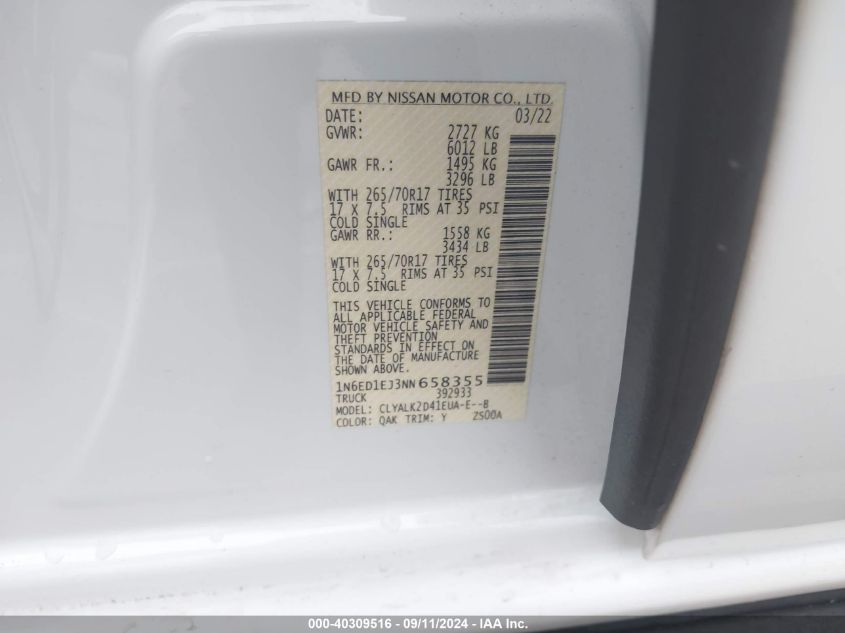 MFD BY NISSAN MOTOR CO., LTD.
DATE: 03/22
GVWR: 2727 KG
6012 LB
GAWR FR.: 1495 KG
3296 LB
WITH 265/70R17 TIRES
17 X 7.5 RIMS AT 35 PSI
COLD SINGLE
GAWR RR.: 1558 KG
3434 LB
WITH 265/70R17 TIRES
17 X 7.5 RIMS AT 35 PSI
COLD SINGLE
THIS VEHICLE CONFORMS TO
ALL APPLICABLE FEDERAL
MOTOR VEHICLE SAFETY AND
THEFT PREVENTION
STANDARDS IN EFFECT ON
THE DATE OF MANUFACTURE
SHOWN ABOVE.
1N6ED1EJ3NN658355
TRUCK 392933
MODEL: CLYALK2D41EUA-E--B
COLOR: QAK TRIM: Y 2500A
000-40309516 - 09/11/2024 - IAA Inc.